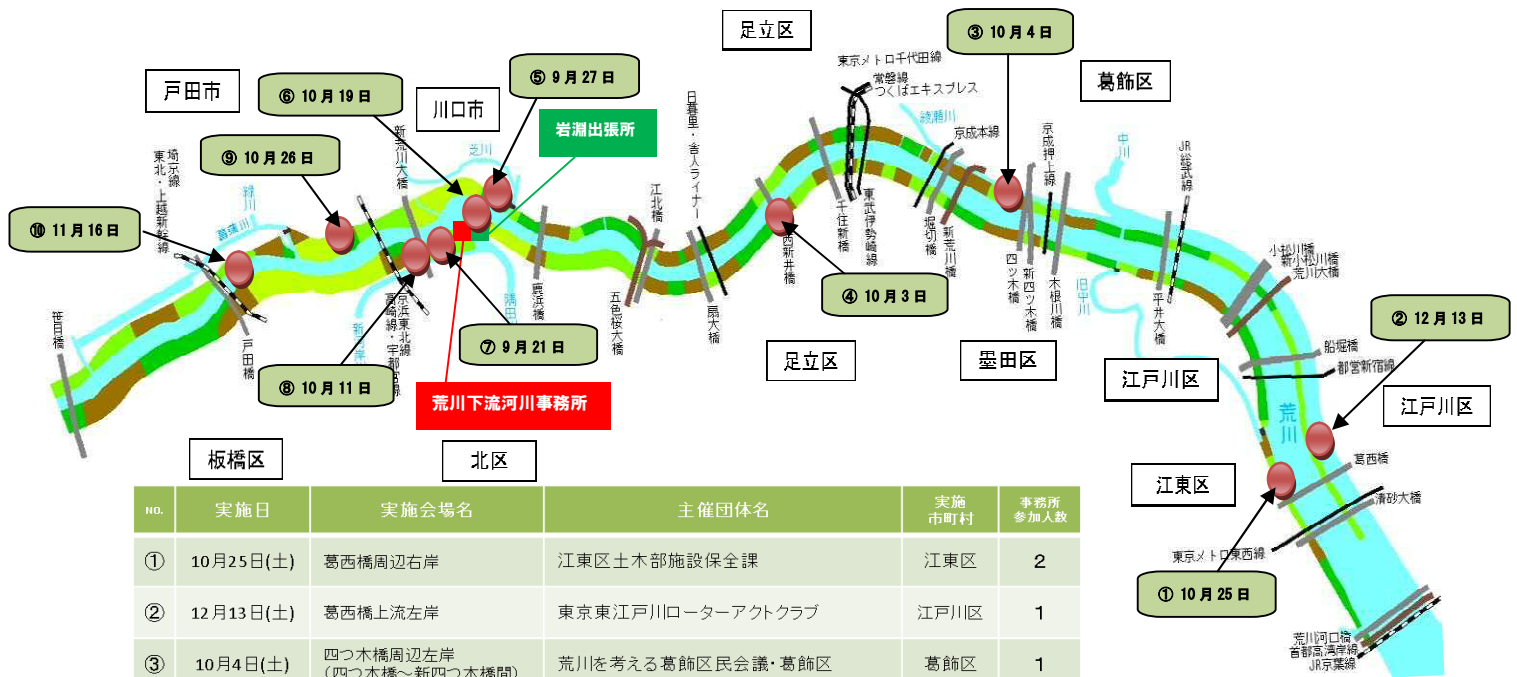 足立区
③ 10月4日
東京メトロ千代田線
常磐線
つくばエキスプレス
葛飾区
戸田市
⑥ 10月19日
⑤ 9月27日
川口市
岩淵出張所
⑨ 10月26日
⑩ 11月16日
埼京線
東北・上越新幹線
緑川
菖蒲川
新荒川大橋
芝川
日暮里・舎人ライナー
江北橋
綾瀬川
京成本線
京成押上線
中川
JR総武線
笹目橋
戸田橋
⑧ 10月11日
京浜東北線
高崎線・宇都宮線
⑦ 9月21日
鹿浜橋
五色桜大橋
扇大橋
西新井橋
④ 10月3日
千住新橋
東武伊勢崎線
堀切橋
新荒川橋
四ツ木橋
新四ツ木橋
木根川橋
旧中川
平井大橋
小松川橋
新小松川橋
荒川大橋
② 12月13日
船堀橋
都営新宿線
足立区
墨田区
江戸川区
江戸川区
荒川
荒川下流河川事務所
板橋区
北区
江東区
葛西橋
清砂大橋
東京メトロ東西線
① 10月25日
荒川河口橋
首都高湾岸線
JR京葉線
NO. 実施日 実施会場名 主催団体名 実施市町村 事務所参加人数
① 10月25日(土) 葛西橋周辺右岸 江東区土木部施設保全課 江東区 2
② 12月13日(土) 葛西橋上流左岸 東京東江戸川ローターアクトクラブ 江戸川区 1
③ 10月4日(土) 四つ木橋周辺左岸 荒川を考える葛飾区民会議・葛飾区 葛飾区 1
(四つ木橋～新四つ木橋間)